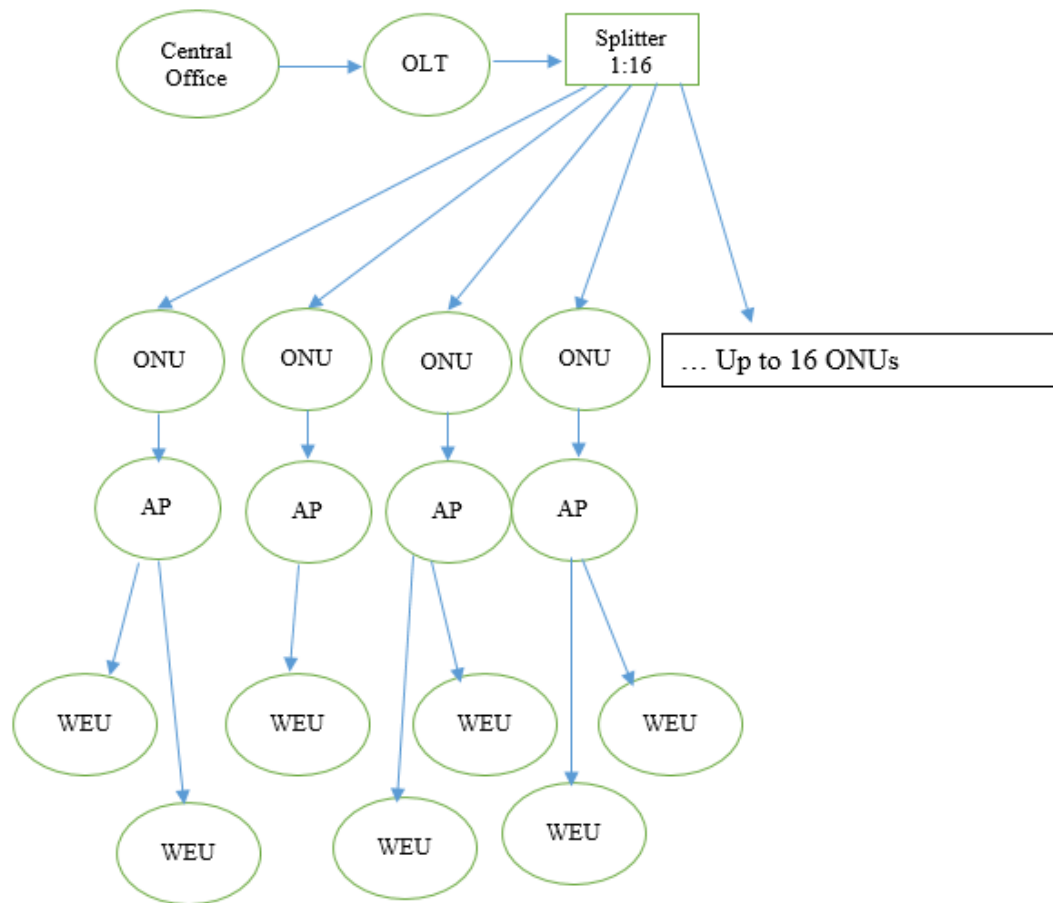 Central
Office
OLT
Splitter
1:16
ONU
ONU
ONU
ONU
... Up to 16 ONUs
AP
AP
AP
AP
WEU
WEU
WEU
WEU
WEU
WEU
WEU